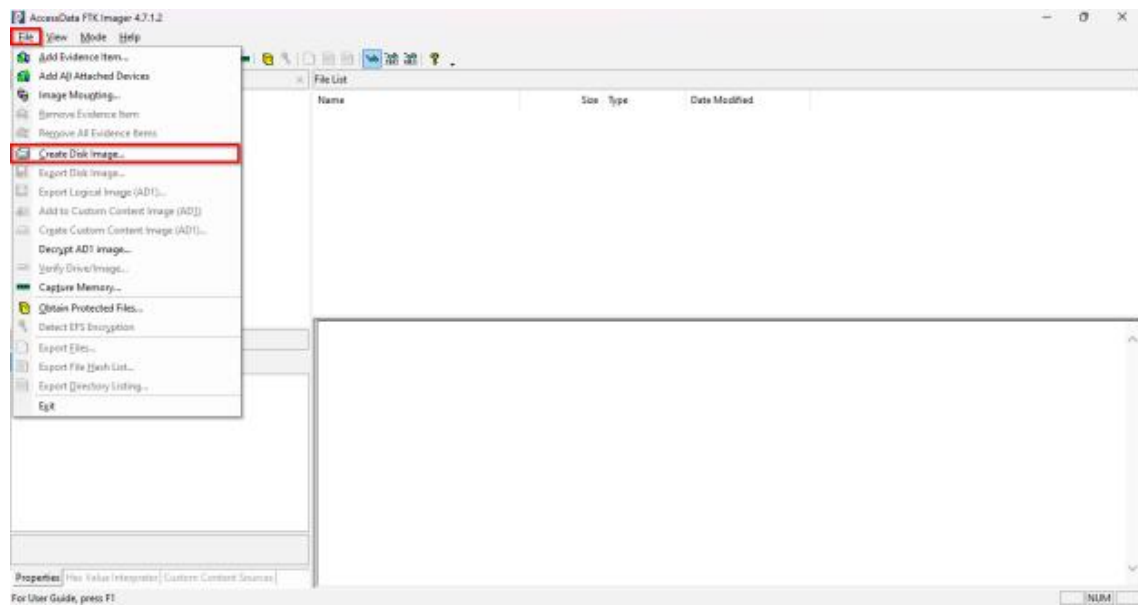 AccessData FTK Imager 4.7.1.2
File View Mode Help
Add Evidence Item...
Add All Attached Devices
File List
Image Mounting...
Name Size Type Date Modified
Remove Evidence Item
Remove All Evidence Items
Create Disk Image...
Export Disk Image...
Export Logical Image (AD1)...
Add to Custom Content Image (AD1)
Create Custom Content Image (AD1)...
Decrypt AD1 image...
Verify Drive/Image...
Capture Memory...
Obtain Protected Files...
Detect EFS Encryption
Export Files...
Export File Hash List...
Export Directory Listing...
Exit
Properties Hex Value Interpreter Custom Content Sources
For User Guide, press F1
NUM